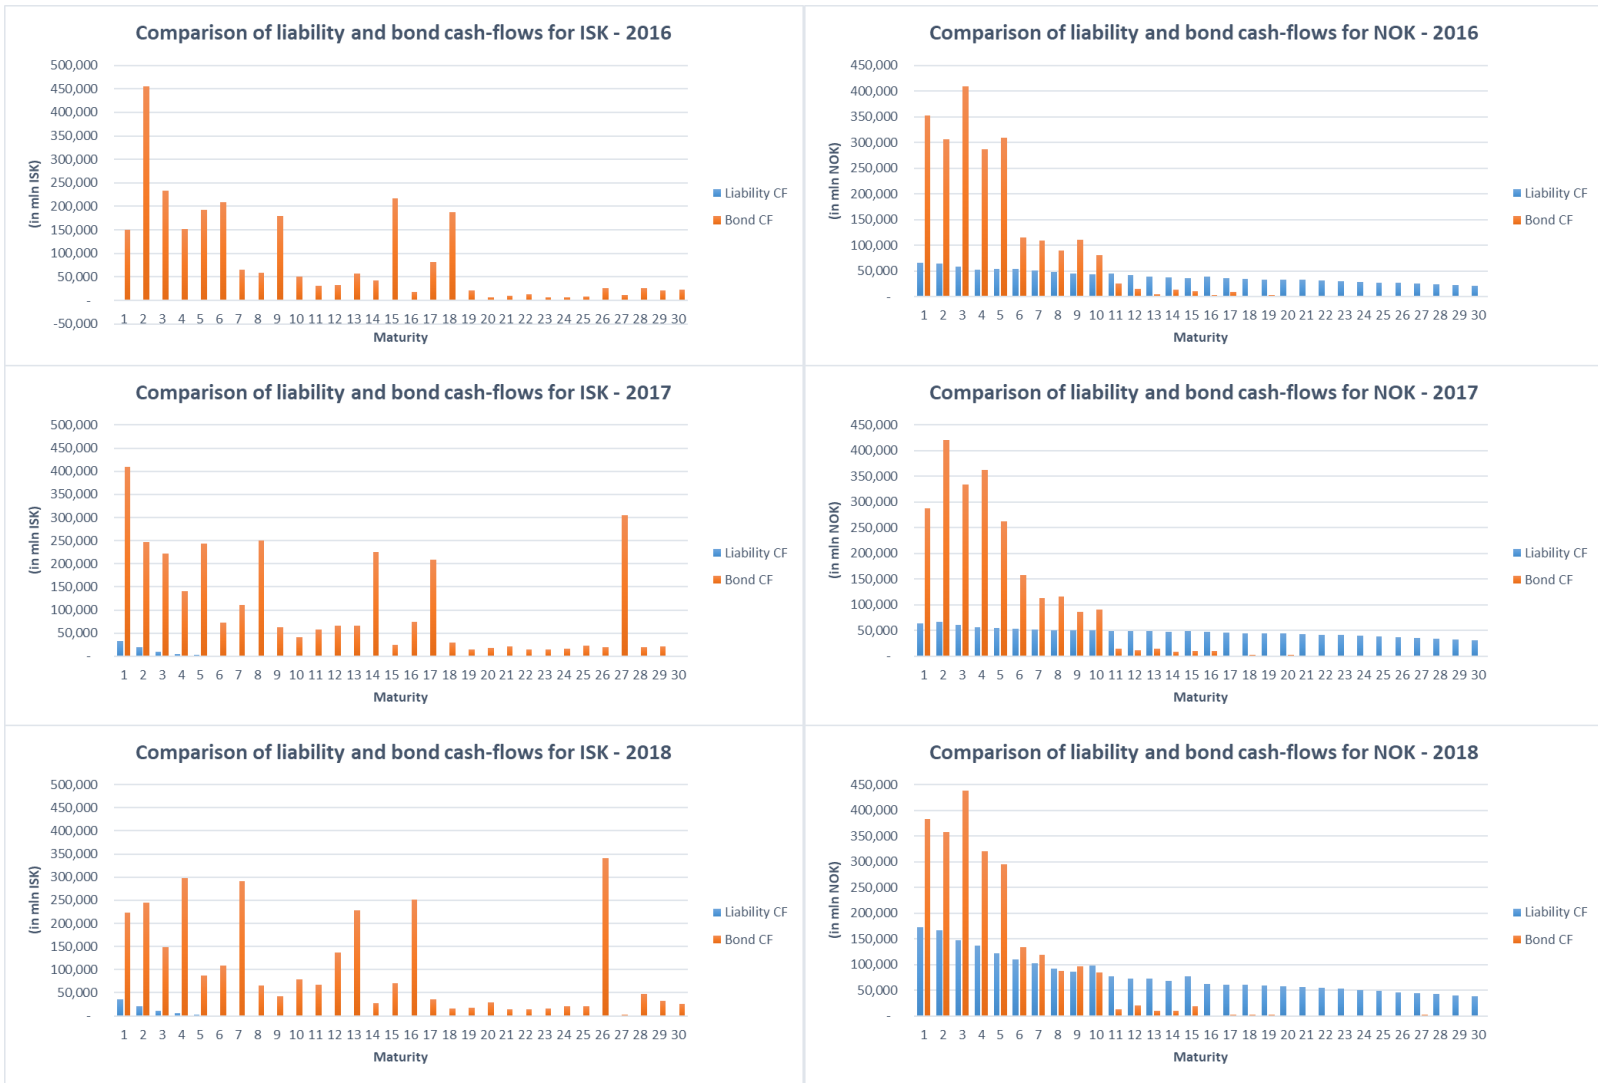 Comparison of liability and bond cash-flows for ISK - 2016
500,000
450,000
400,000
350,000
300,000
250,000
200,000
150,000
100,000
50,000
-
-50,000
(in mln ISK)
1 2 3 4 5 6 7 8 9 10 11 12 13 14 15 16 17 18 19 20 21 22 23 24 25 26 27 28 29 30
Maturity
Liability CF
Bond CF
Comparison of liability and bond cash-flows for NOK - 2016
450,000
400,000
350,000
300,000
250,000
200,000
150,000
100,000
50,000
-
(in mln NOK)
1 2 3 4 5 6 7 8 9 10 11 12 13 14 15 16 17 18 19 20 21 22 23 24 25 26 27 28 29 30
Maturity
Liability CF
Bond CF
Comparison of liability and bond cash-flows for ISK - 2017
500,000
450,000
400,000
350,000
300,000
250,000
200,000
150,000
100,000
50,000
-
(in mln ISK)
1 2 3 4 5 6 7 8 9 10 11 12 13 14 15 16 17 18 19 20 21 22 23 24 25 26 27 28 29 30
Maturity
Liability CF
Bond CF
Comparison of liability and bond cash-flows for NOK - 2017
450,000
400,000
350,000
300,000
250,000
200,000
150,000
100,000
50,000
-
(in mln NOK)
1 2 3 4 5 6 7 8 9 10 11 12 13 14 15 16 17 18 19 20 21 22 23 24 25 26 27 28 29 30
Maturity
Liability CF
Bond CF
Comparison of liability and bond cash-flows for ISK - 2018
500,000
450,000
400,000
350,000
300,000
250,000
200,000
150,000
100,000
50,000
-
(in mln ISK)
1 2 3 4 5 6 7 8 9 10 11 12 13 14 15 16 17 18 19 20 21 22 23 24 25 26 27 28 29 30
Maturity
Liability CF
Bond CF
Comparison of liability and bond cash-flows for NOK - 2018
450,000
400,000
350,000
300,000
250,000
200,000
150,000
100,000
50,000
-
(in mln NOK)
1 2 3 4 5 6 7 8 9 10 11 12 13 14 15 16 17 18 19 20 21 22 23 24 25 26 27 28 29 30
Maturity
Liability CF
Bond CF